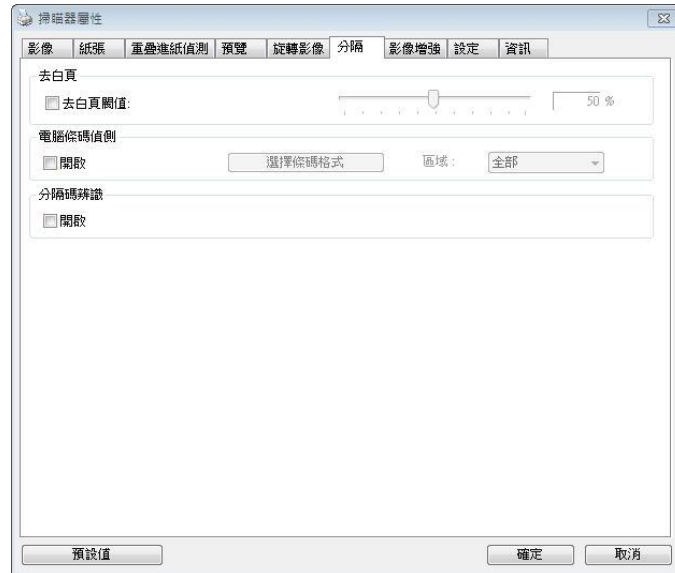 掃瞄器屬性
影像 紙張 重疊進紙偵測 預覽 旋轉影像 分隔 影像增強 設定 資訊
去白頁
去白頁閾值: 50 %
電腦條碼偵側
開啟 選擇條碼格式 區域: 全部
分隔碼辨識
開啟
預設值 確定 取消